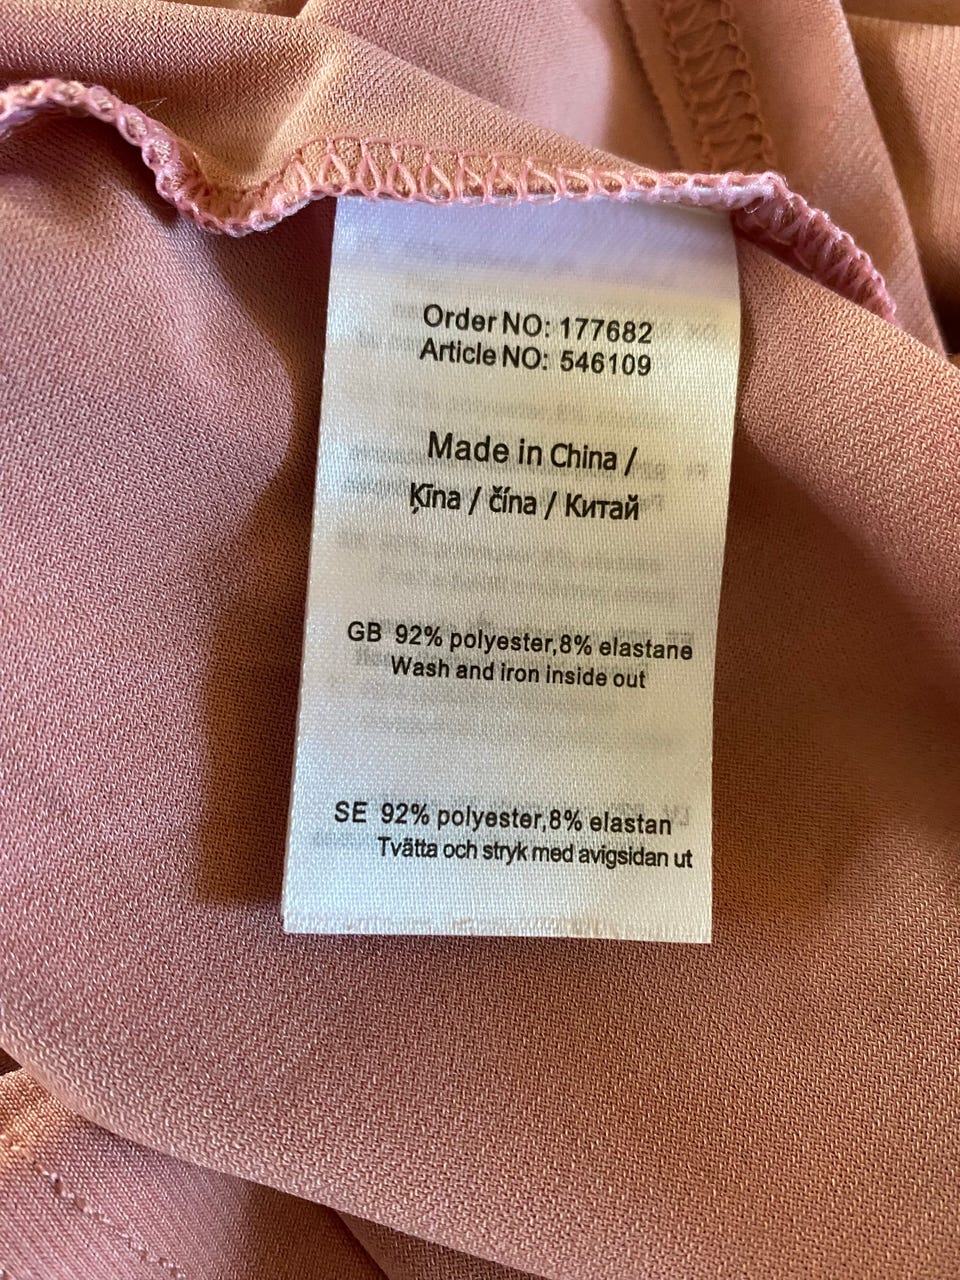 Order NO: 177682
Article NO: 546109
Made in China /
Ķīna / čína / Китай
GB 92% polyester,8% elastane
Wash and iron inside out
SE 92% polyester,8% elastan
Tvätta och stryk med avigsidan ut